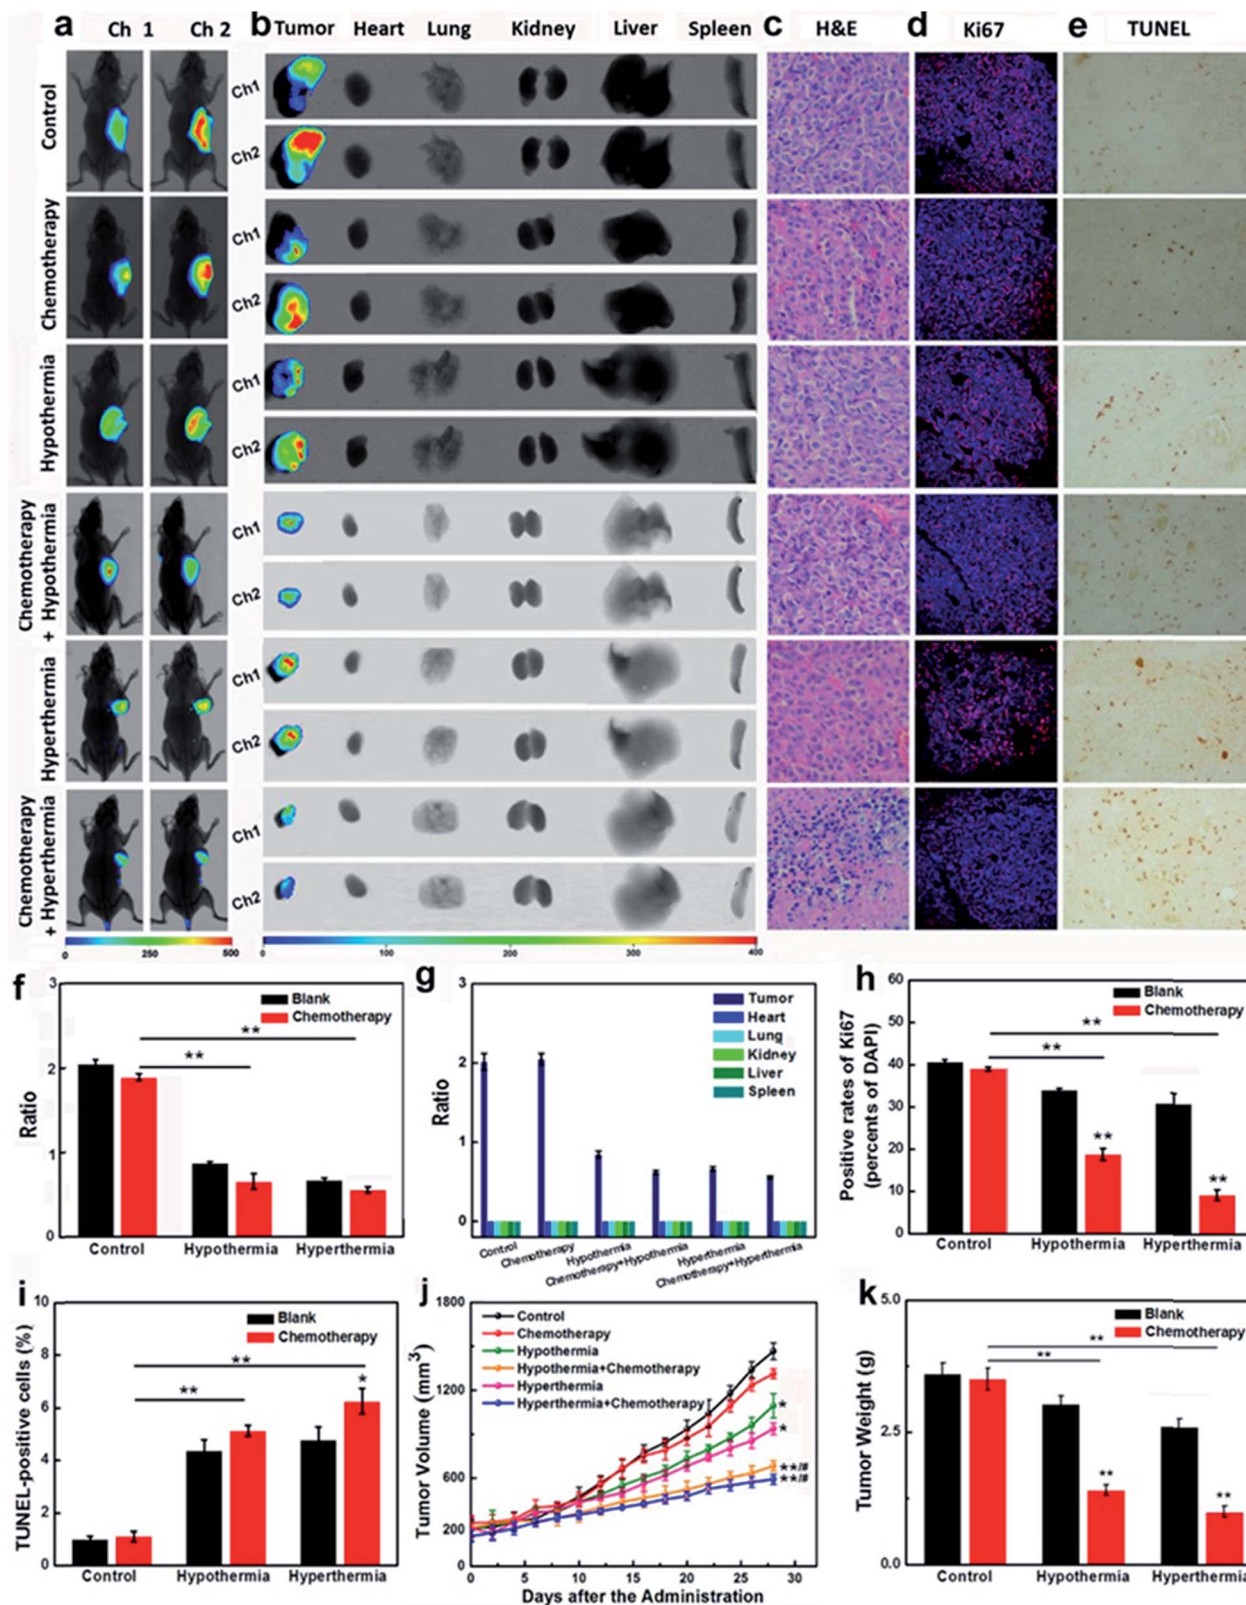 a Ch 1 Ch 2 b Tumor Heart Lung Kidney Liver Spleen c H&E d Ki67 e TUNEL
Control
Ch1
Ch2
Chemotherapy
Ch1
Ch2
Hypothermia
Ch1
Ch2
Chemotherapy
+ Hypothermia
Ch1
Ch2
Hyperthermia
Ch1
Ch2
Chemotherapy
+ Hyperthermia
Ch1
Ch2
0 250 500
0 100 200 300 400
f
Ratio
3
2
1
0
Blank
Chemotherapy
**
**
Control Hypothermia Hyperthermia
g
Ratio
3
2
1
0
Tumor
Heart
Lung
Kidney
Liver
Spleen
Control
Chemotherapy
Hypothermia
Chemotherapy+Hypothermia
Hyperthermia
Chemotherapy+Hyperthermia
h
Positive rates of Ki67
(percents of DAPI)
60
50
40
30
20
10
0
Blank
Chemotherapy
**
**
**
**
Control Hypothermia Hyperthermia
i
TUNEL-positive cells (%)
10
8
6
4
2
0
Blank
Chemotherapy
**
*
**
Control Hypothermia Hyperthermia
j
Tumor Volume (mm3)
1800
1200
600
200
0
Control
Chemotherapy
Hypothermia
Hypothermia+Chemotherapy
Hyperthermia
Hyperthermia+Chemotherapy
*
*
**/#
**/#
0 5 10 15 20 25 30
Days after the Administration
k
Tumor Weight (g)
5.0
2.5
0.0
Blank
Chemotherapy
**
**
**
**
Control Hypothermia Hyperthermia